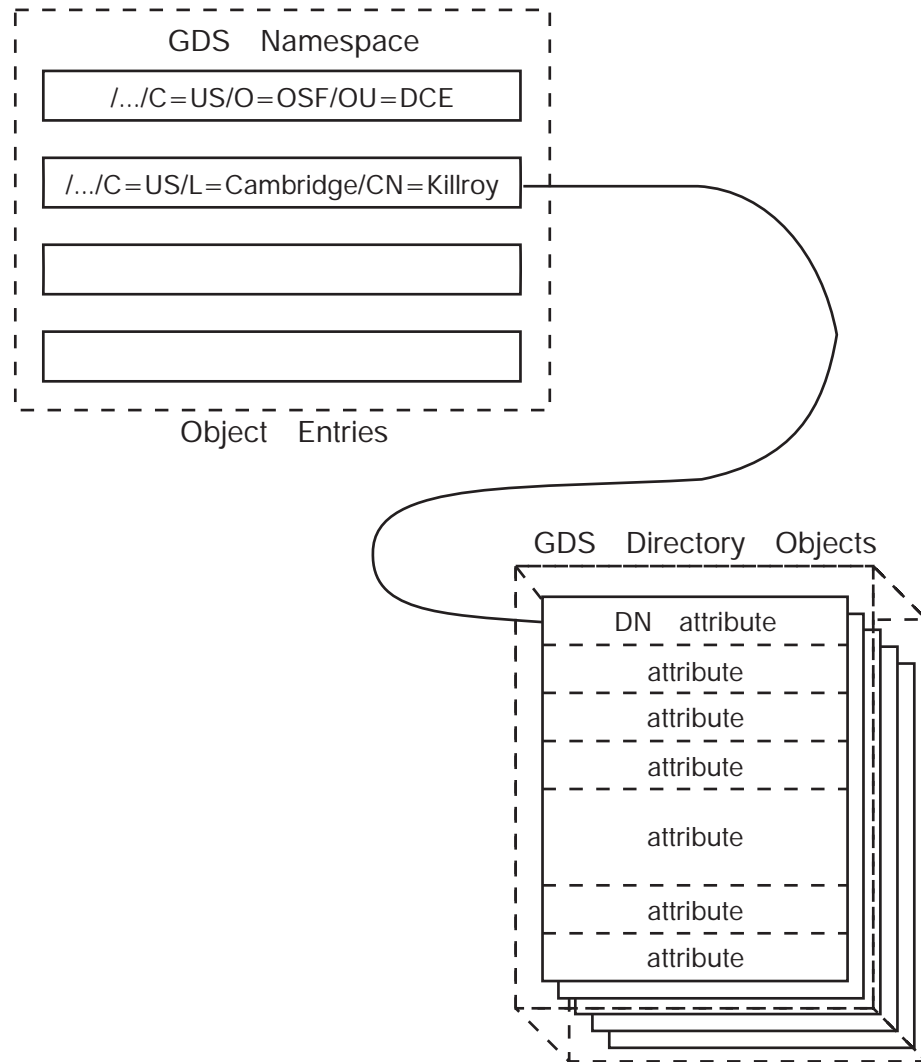 GDS Namespace
/.../C=US/O=OSF/OU=DCE
/.../C=US/L=Cambridge/CN=Killroy
Object Entries
GDS Directory Objects
DN attribute
attribute
attribute
attribute
attribute
attribute
attribute